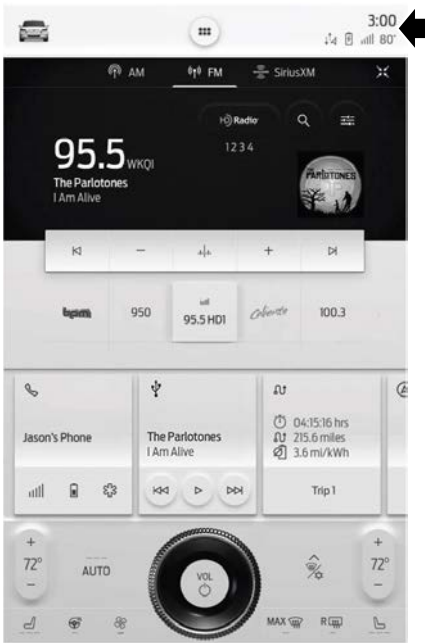 3:00
80°
AM
FM
SiriusXM
HD Radio
1 2 3 4
95.5 WKQI
The Parlotones
I Am Alive
PARLOTONES
bpm
950
95.5 HD1
Caliente
100.3
Jason's Phone
The Parlotones
I Am Alive
04:15:16 hrs
215.6 miles
3.6 mi/kWh
Trip 1
+
72°
−
AUTO
VOL
+
72°
−
MAX
R